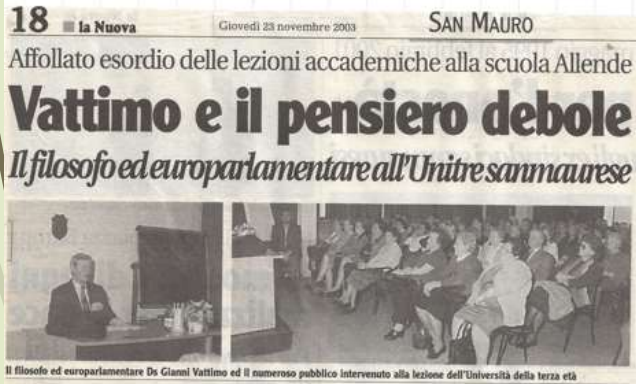 18 la Nuova Giovedì 23 novembre 2003 SAN MAURO
Affollato esordio delle lezioni accademiche alla scuola Allende
Vattimo e il pensiero debole
Il filosofo ed europarlamentare all'Unitre sanmaurese
Il filosofo ed europarlamentare Ds Gianni Vattimo ed il numeroso pubblico intervenuto alla lezione dell'Università della terza età